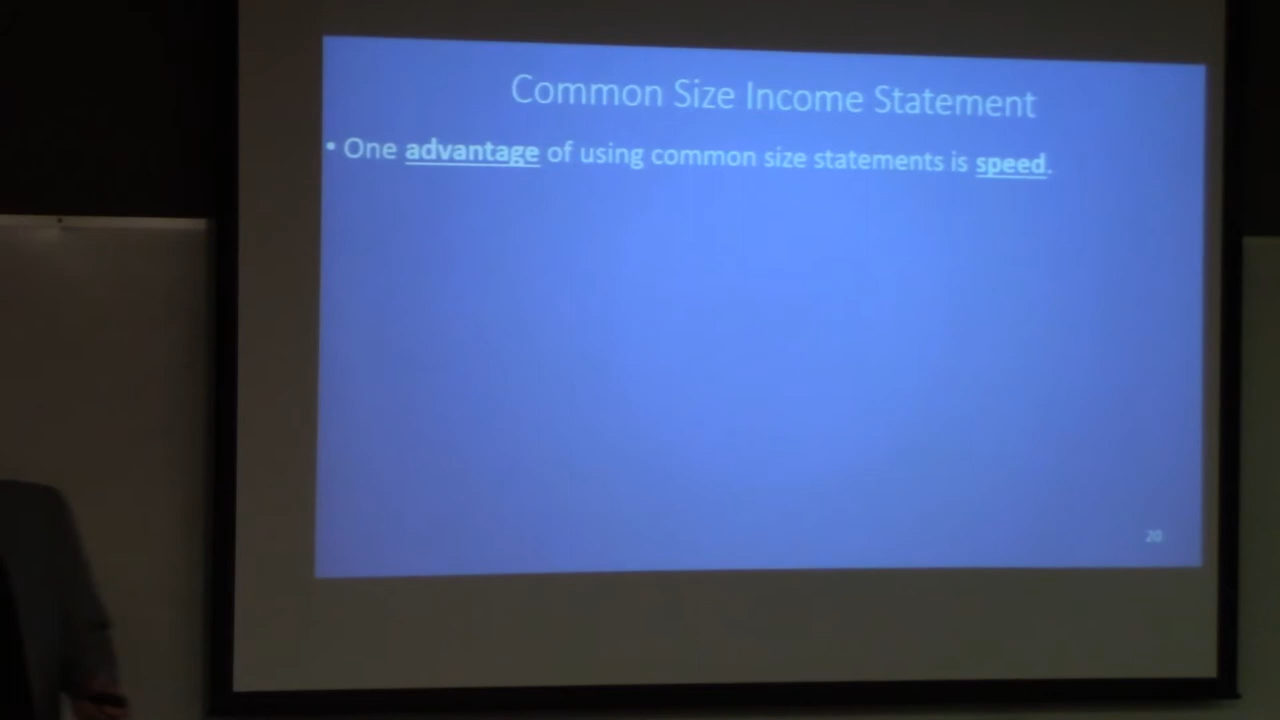 Common Size Income Statement
• One advantage of using common size statements is speed.
20